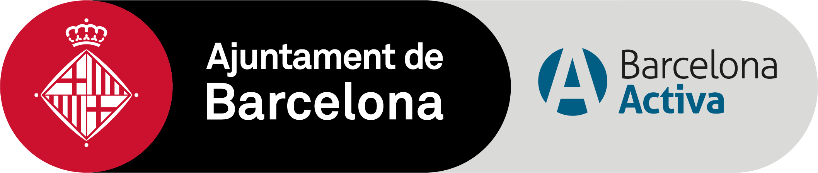 Ajuntament de
Barcelona
Barcelona
Activa